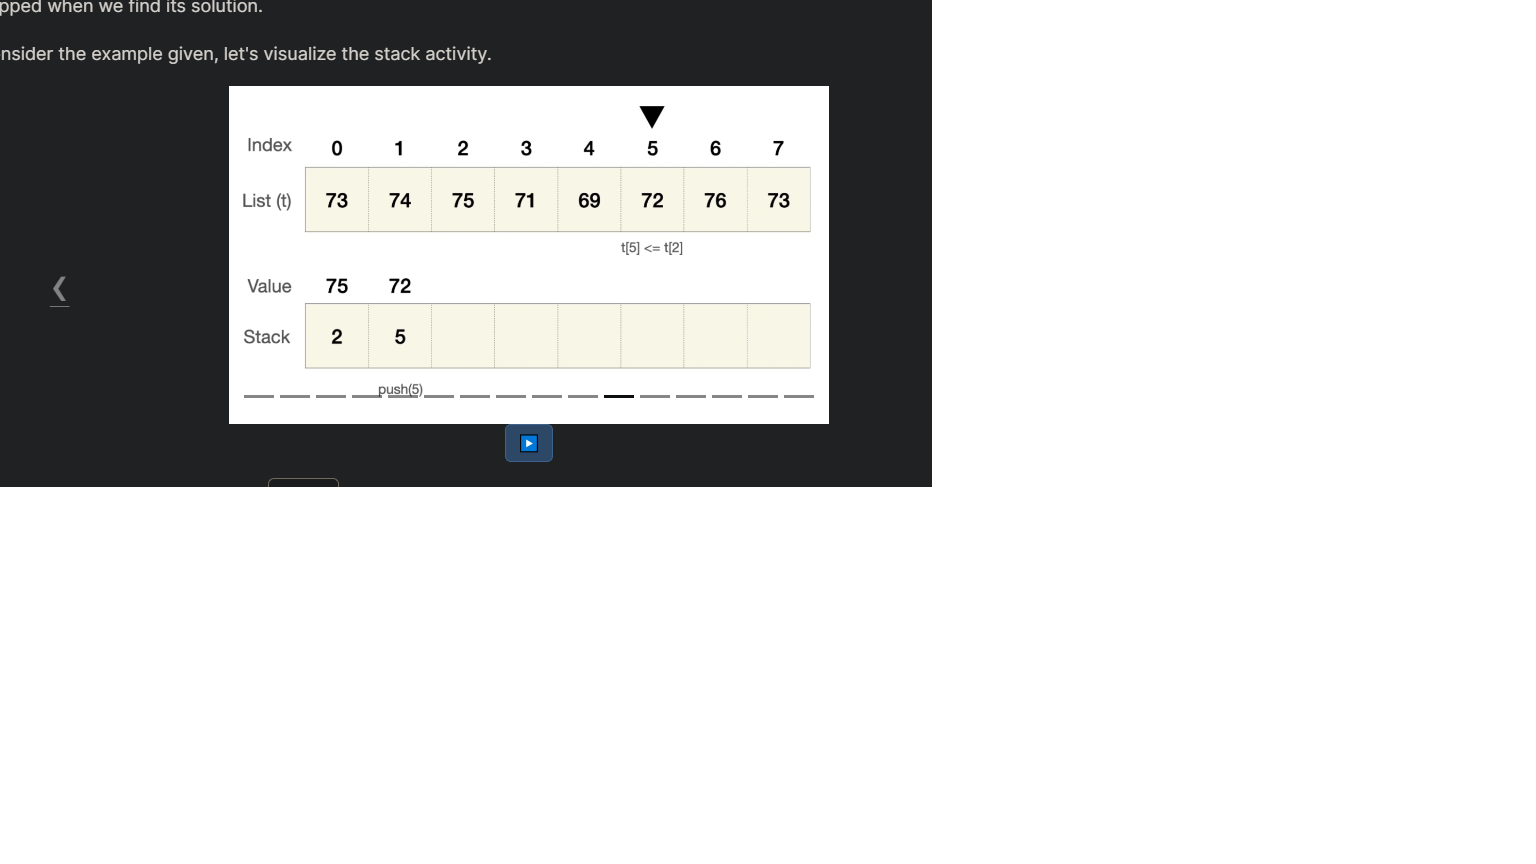 pped when we find its solution.
nsider the example given, let's visualize the stack activity.
Index 0 1 2 3 4 5 6 7
List (t) 73 74 75 71 69 72 76 73
t[5] <= t[2]
Value 75 72
Stack 2 5
push(5)